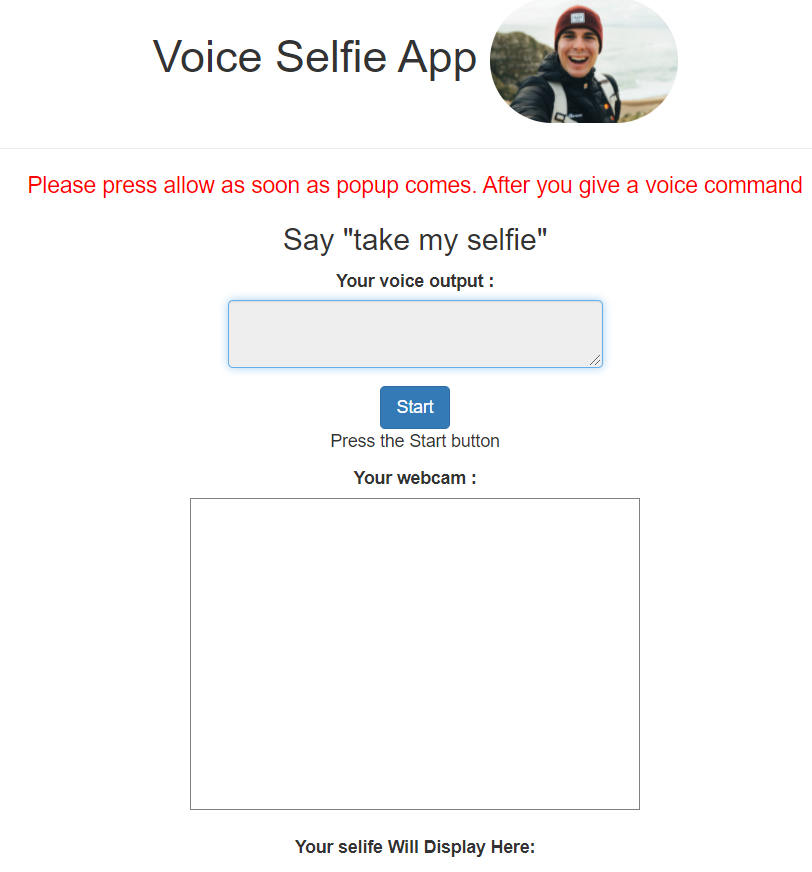 Voice Selfie App
Please press allow as soon as popup comes. After you give a voice command
Say "take my selfie"
Your voice output :
Start
Press the Start button
Your webcam :
Your selife Will Display Here: